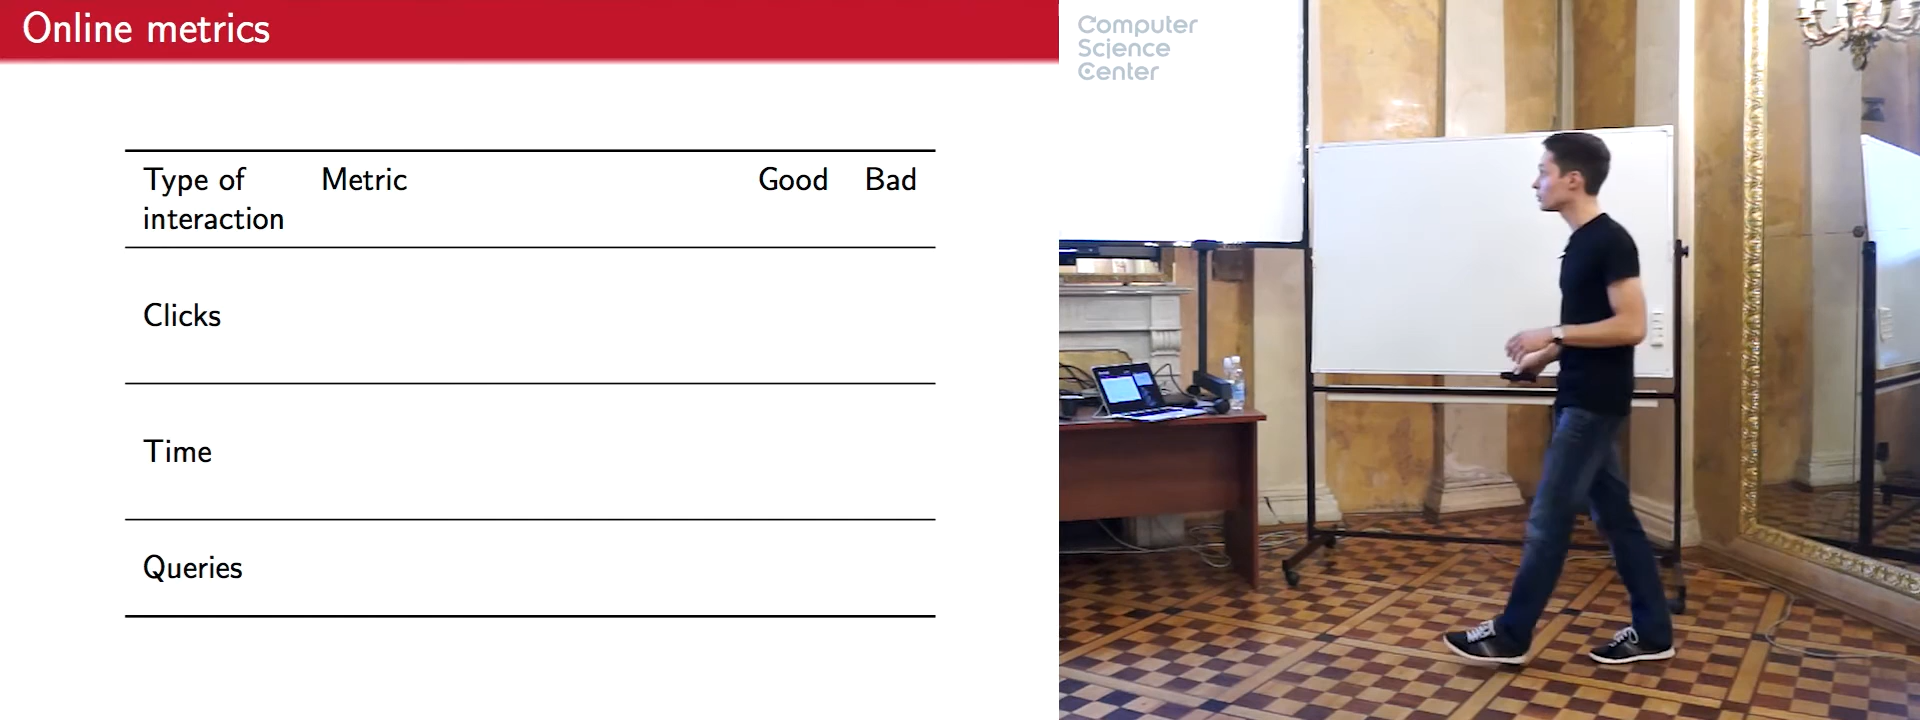 Online metrics
Type of interaction Metric Good Bad
Clicks
Time
Queries
Computer
Science
Center